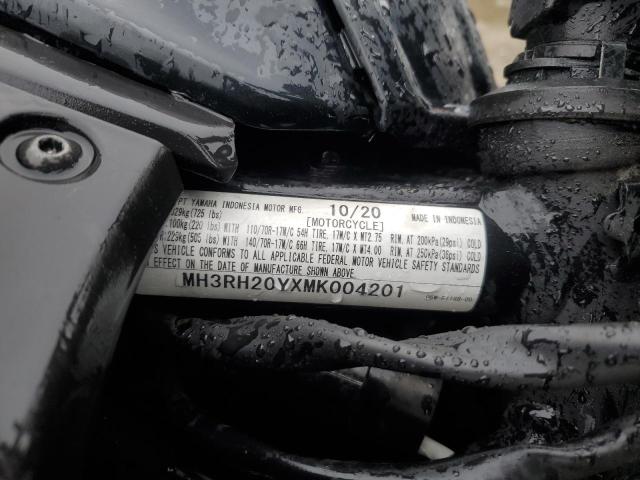 PT YAMAHA INDONESIA MOTOR MFG. 10/20 MADE IN INDONESIA
329kg (725 lbs) [MOTORCYCLE]
100kg (220 lbs) WITH 110/70R-17M/C 54H TIRE, 17M/C X MT2.75 RIM, AT 200kPa (29psi) COLD
229kg (505 lbs) WITH 140/70R-17M/C 66H TIRE, 17M/C X MT4.00 RIM, AT 250kPa (36psi) COLD
S VEHICLE CONFORMS TO ALL APPLICABLE FEDERAL MOTOR VEHICLE SAFETY STANDARDS
EFFECT ON THE DATE OF MANUFACTURE SHOWN ABOVE.
MH3RH20YXMK004201